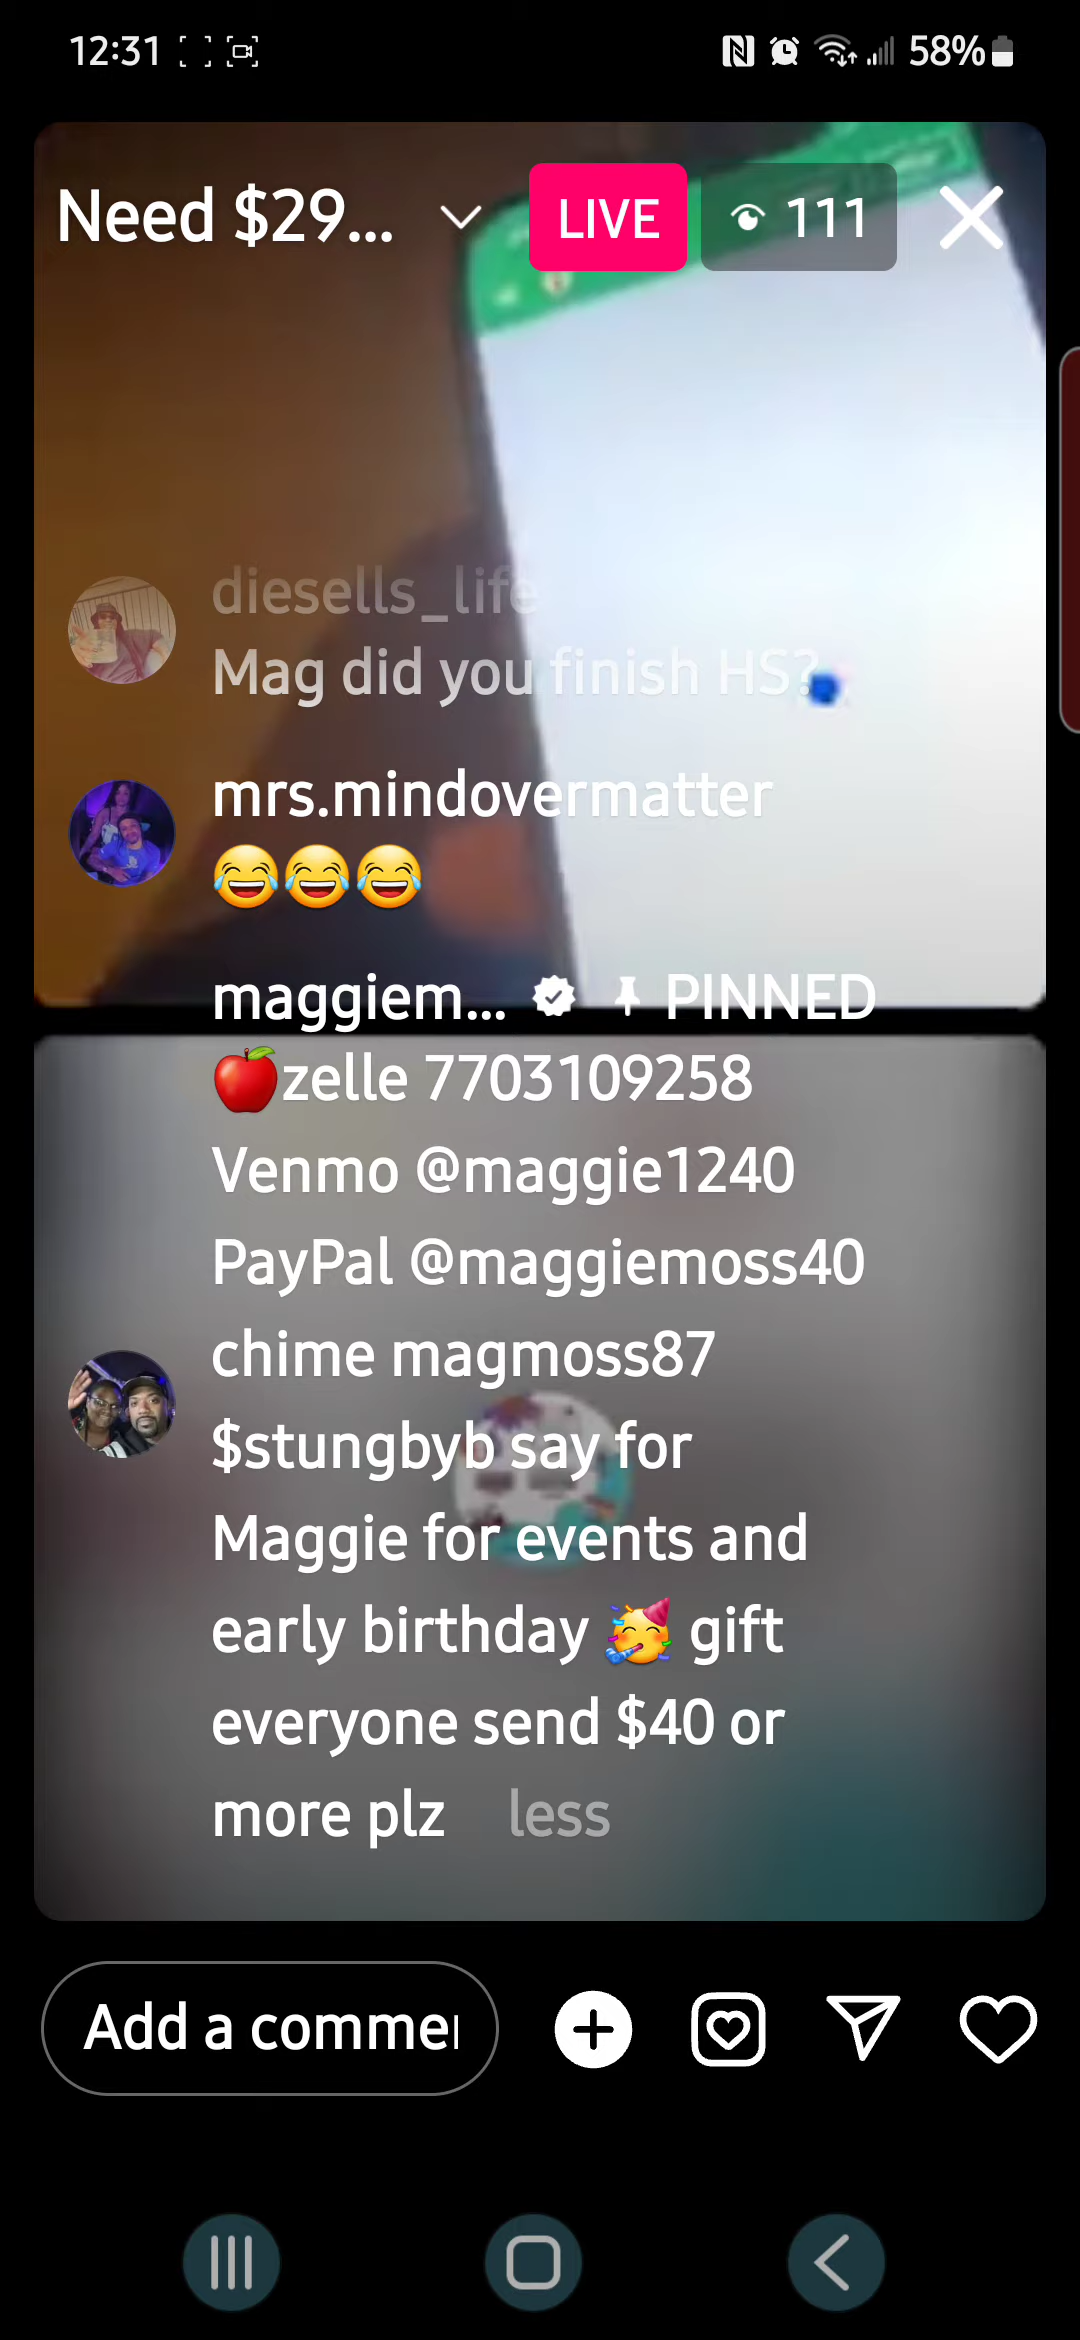 12:31
58%
Need $29...
LIVE
111
diesells_life
Mag did you finish HS?
mrs.mindovermatter
😂😂😂
maggiem... PINNED
🍎zelle 7703109258
Venmo @maggie1240
PayPal @maggiemoss40
chime magmoss87
$stungbyb say for
Maggie for events and
early birthday 🥳 gift
everyone send $40 or
more plz less
Add a commen